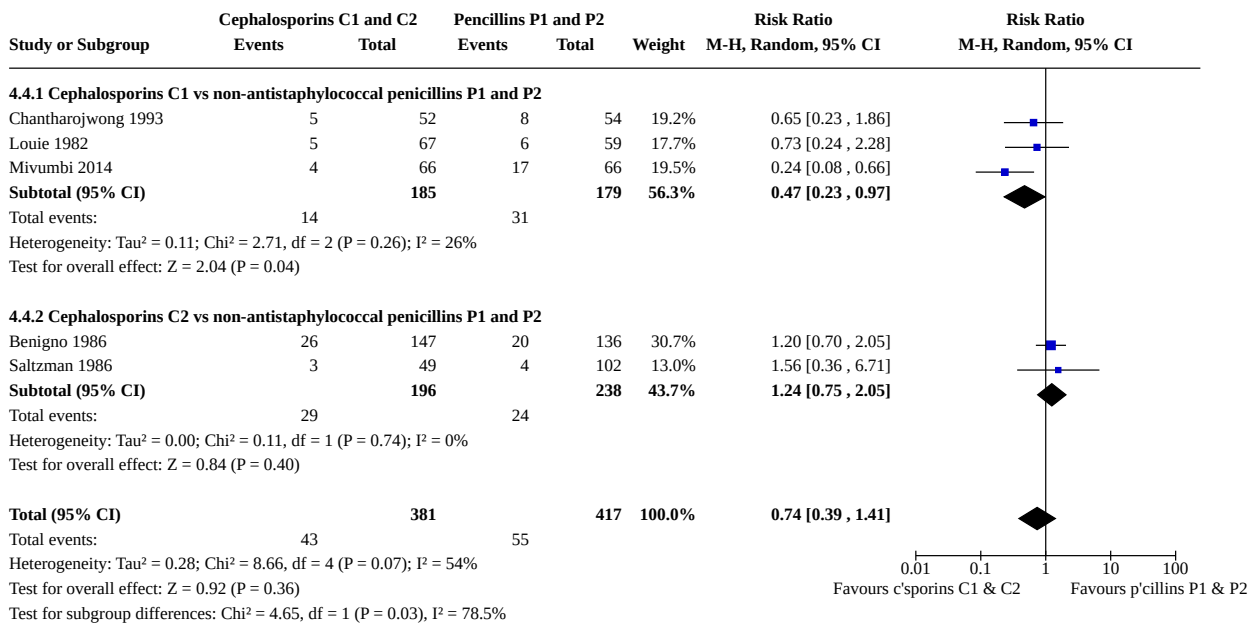 Cephalosporins C1 and C2 Pencillins P1 and P2 Risk Ratio Risk Ratio
Study or Subgroup Events Total Events Total Weight M-H, Random, 95% CI M-H, Random, 95% CI
4.4.1 Cephalosporins C1 vs non-antistaphylococcal penicillins P1 and P2
Chantharojwong 1993 5 52 8 54 19.2% 0.65 [0.23 , 1.86]
Louie 1982 5 67 6 59 17.7% 0.73 [0.24 , 2.28]
Mivumbi 2014 4 66 17 66 19.5% 0.24 [0.08 , 0.66]
Subtotal (95% CI) 185 179 56.3% 0.47 [0.23 , 0.97]
Total events: 14 31
Heterogeneity: Tau² = 0.11; Chi² = 2.71, df = 2 (P = 0.26); I² = 26%
Test for overall effect: Z = 2.04 (P = 0.04)
4.4.2 Cephalosporins C2 vs non-antistaphylococcal penicillins P1 and P2
Benigno 1986 26 147 20 136 30.7% 1.20 [0.70 , 2.05]
Saltzman 1986 3 49 4 102 13.0% 1.56 [0.36 , 6.71]
Subtotal (95% CI) 196 238 43.7% 1.24 [0.75 , 2.05]
Total events: 29 24
Heterogeneity: Tau² = 0.00; Chi² = 0.11, df = 1 (P = 0.74); I² = 0%
Test for overall effect: Z = 0.84 (P = 0.40)
Total (95% CI) 381 417 100.0% 0.74 [0.39 , 1.41]
Total events: 43 55
Heterogeneity: Tau² = 0.28; Chi² = 8.66, df = 4 (P = 0.07); I² = 54%
0.01 0.1 1 10 100
Test for overall effect: Z = 0.92 (P = 0.36)
Favours c'sporins C1 & C2 Favours p'cillins P1 & P2
Test for subgroup differences: Chi² = 4.65, df = 1 (P = 0.03), I² = 78.5%